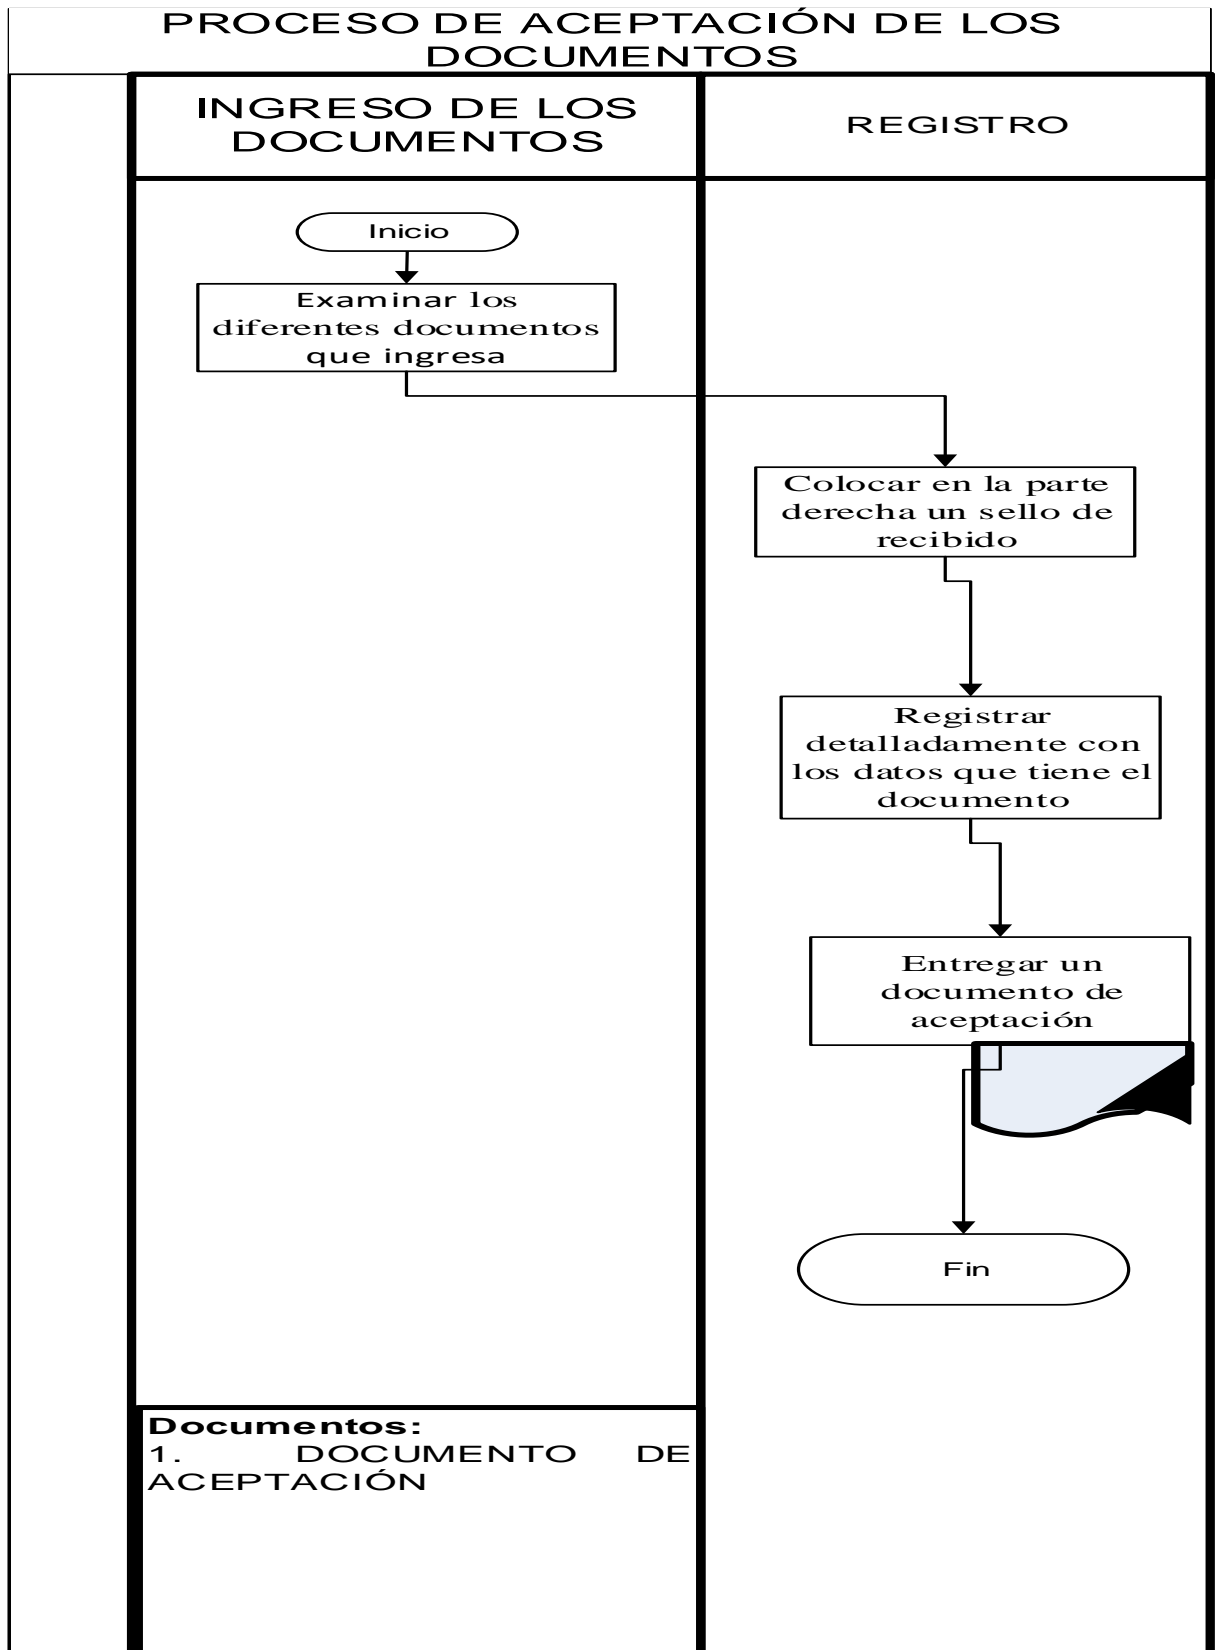 PROCESO DE ACEPTACIÓN DE LOS
DOCUMENTOS
INGRESO DE LOS
DOCUMENTOS
REGISTRO
Inicio
Examinar los
diferentes documentos
que ingresa
Colocar en la parte
derecha un sello de
recibido
Registrar
detalladamente con
los datos que tiene el
documento
Entregar un
documento de
aceptación
Fin
Documentos:
1. DOCUMENTO DE
ACEPTACIÓN